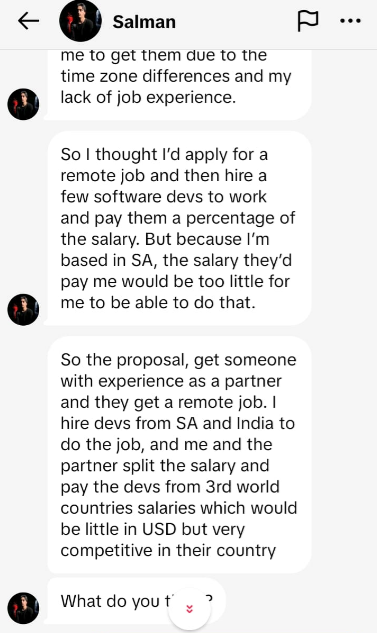 Salman
me to get them due to the
time zone differences and my
lack of job experience.
So I thought I'd apply for a
remote job and then hire a
few software devs to work
and pay them a percentage of
the salary. But because I'm
based in SA, the salary they'd
pay me would be too little for
me to be able to do that.
So the proposal, get someone
with experience as a partner
and they get a remote job. I
hire devs from SA and India to
do the job, and me and the
partner split the salary and
pay the devs from 3rd world
countries salaries which would
be little in USD but very
competitive in their country
What do you